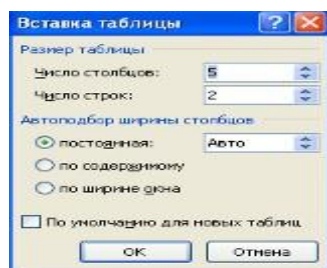 Вставка таблицы
Размер таблицы
Число столбцов: 5
Число строк: 2
Автоподбор ширины столбцов
постоянная: Авто
по содержимому
по ширине окна
По умолчанию для новых таблиц
ОК Отмена